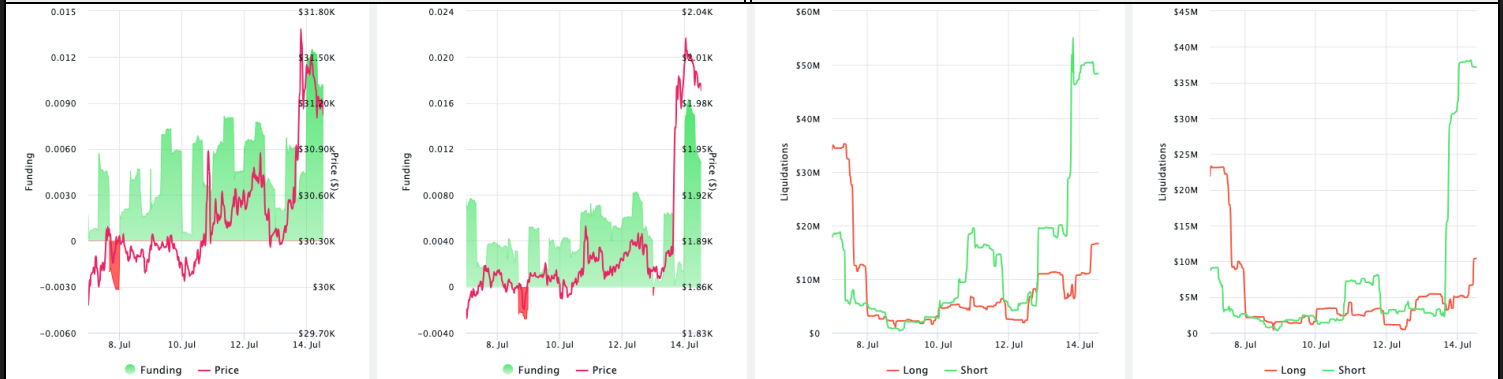 0.015
0.012
0.0090
0.0060
0.0030
0
−0.0030
−0.0060
Funding
$31.80K
$31.50K
$31.20K
$30.90K
$30.60K
$30.30K
$30K
$29.70K
Price ($)
8. Jul
10. Jul
12. Jul
14. Jul
Funding
Price
0.024
0.020
0.016
0.012
0.0080
0.0040
0
−0.0040
Funding
$2.04K
$2.01K
$1.98K
$1.95K
$1.92K
$1.89K
$1.86K
$1.83K
Price ($)
8. Jul
10. Jul
12. Jul
14. Jul
Funding
Price
$60M
$50M
$40M
$30M
$20M
$10M
$0
Liquidations
8. Jul
10. Jul
12. Jul
14. Jul
Long
Short
$45M
$40M
$35M
$30M
$25M
$20M
$15M
$10M
$5M
$0
Liquidations
8. Jul
10. Jul
12. Jul
14. Jul
Long
Short